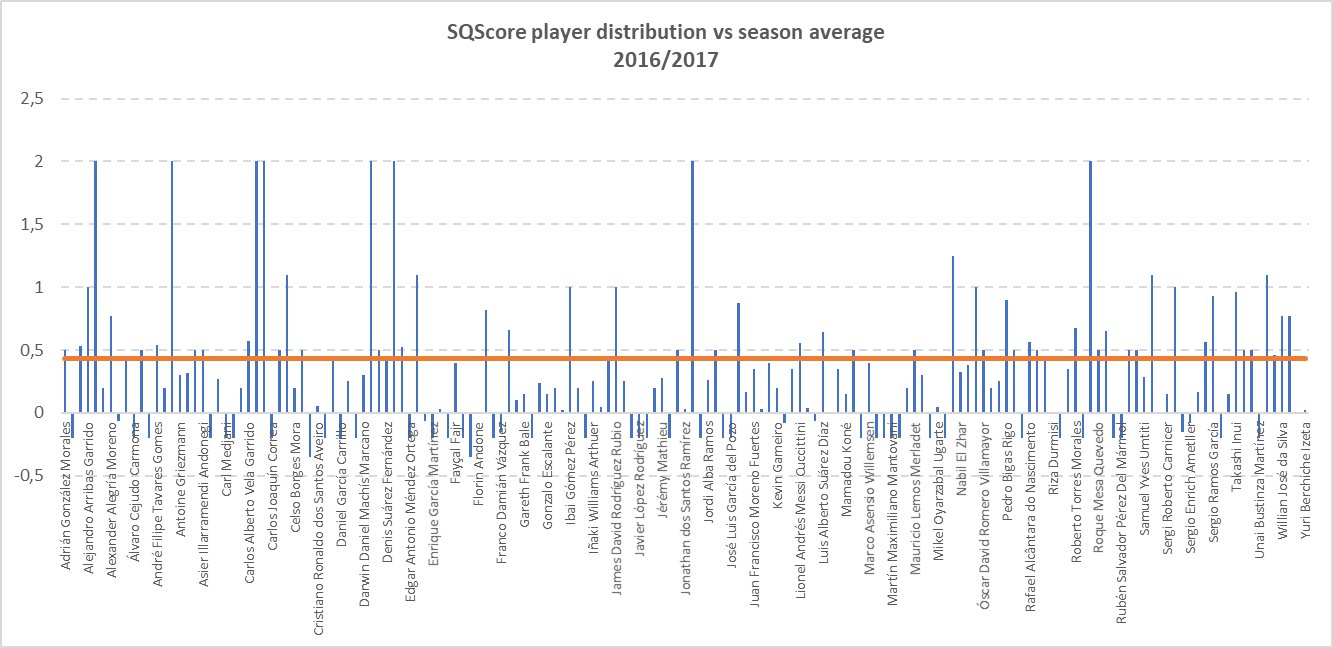 SQScore player distribution vs season average
2016/2017
2,5
2
1,5
1
0,5
0
-0,5
Adrián González Morales
Alejandro Arribas Garrido
Alexander Alegría Moreno
Álvaro Cejudo Carmona
André Filipe Tavares Gomes
Antoine Griezmann
Asier Illarramendi Andonegi
Carl Medjani
Carlos Alberto Vela Garrido
Carlos Joaquín Correa
Celso Borges Mora
Cristiano Ronaldo dos Santos Aveiro
Daniel García Carrillo
Darwin Daniel Machis Marcano
Denis Suárez Fernández
Edgar Antonio Méndez Ortega
Enrique García Martínez
Fayçal Fajr
Florin Andone
Franco Damián Vázquez
Gareth Frank Bale
Gonzalo Escalante
Ibai Gómez Pérez
Iñaki Williams Arthuer
James David Rodríguez Rubio
Javier López Rodríguez
Jérémy Mathieu
Jonathan dos Santos Ramírez
Jordi Alba Ramos
José Luis García del Pozo
Juan Francisco Moreno Fuertes
Kevin Gameiro
Lionel Andrés Messi Cuccittini
Luis Alberto Suárez Díaz
Mamadou Koné
Marco Asensio Willemsen
Martín Maximiliano Mantovani
Mauricio Lemos Merladet
Mikel Oyarzabal Ugarte
Nabil El Zhar
Óscar David Romero Villamayor
Pedro Bigas Rigo
Rafael Alcântara do Nascimento
Riza Durmisi
Roberto Torres Morales
Roque Mesa Quevedo
Rubén Salvador Pérez Del Mármol
Samuel Yves Umtiti
Sergi Roberto Carnicer
Sergio Enrich Ametller
Sergio Ramos García
Takashi Inui
Unai Bustinza Martínez
Willian José da Silva
Yuri Berchiche Izeta